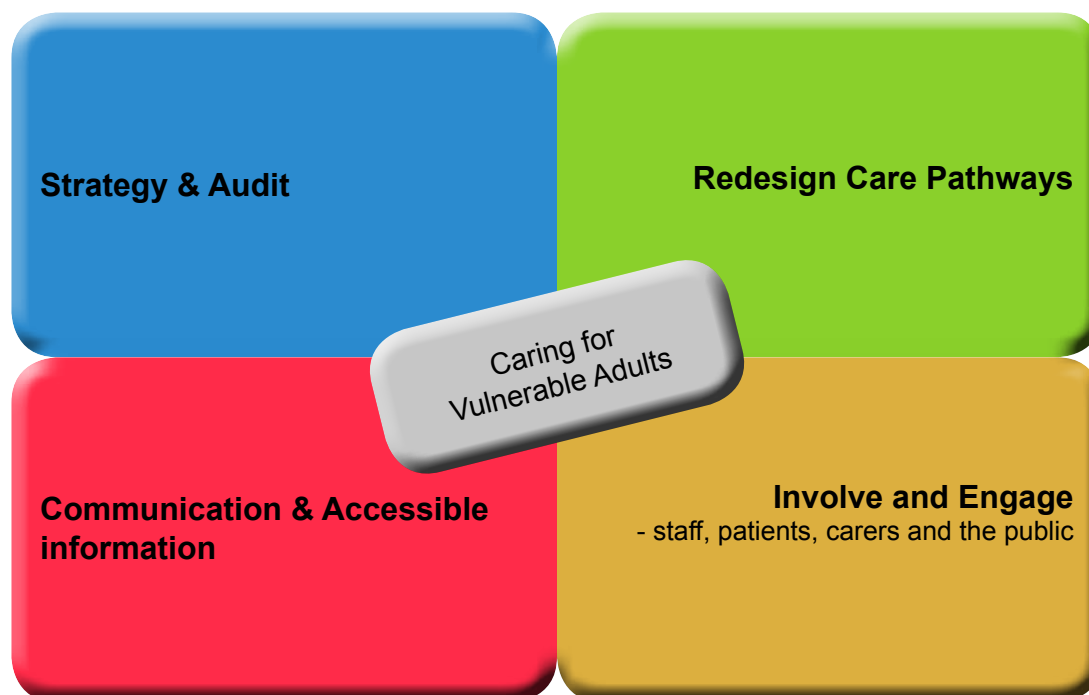 Strategy & Audit
Redesign Care Pathways
Caring for
Vulnerable Adults
Communication & Accessible
information
Involve and Engage
- staff, patients, carers and the public